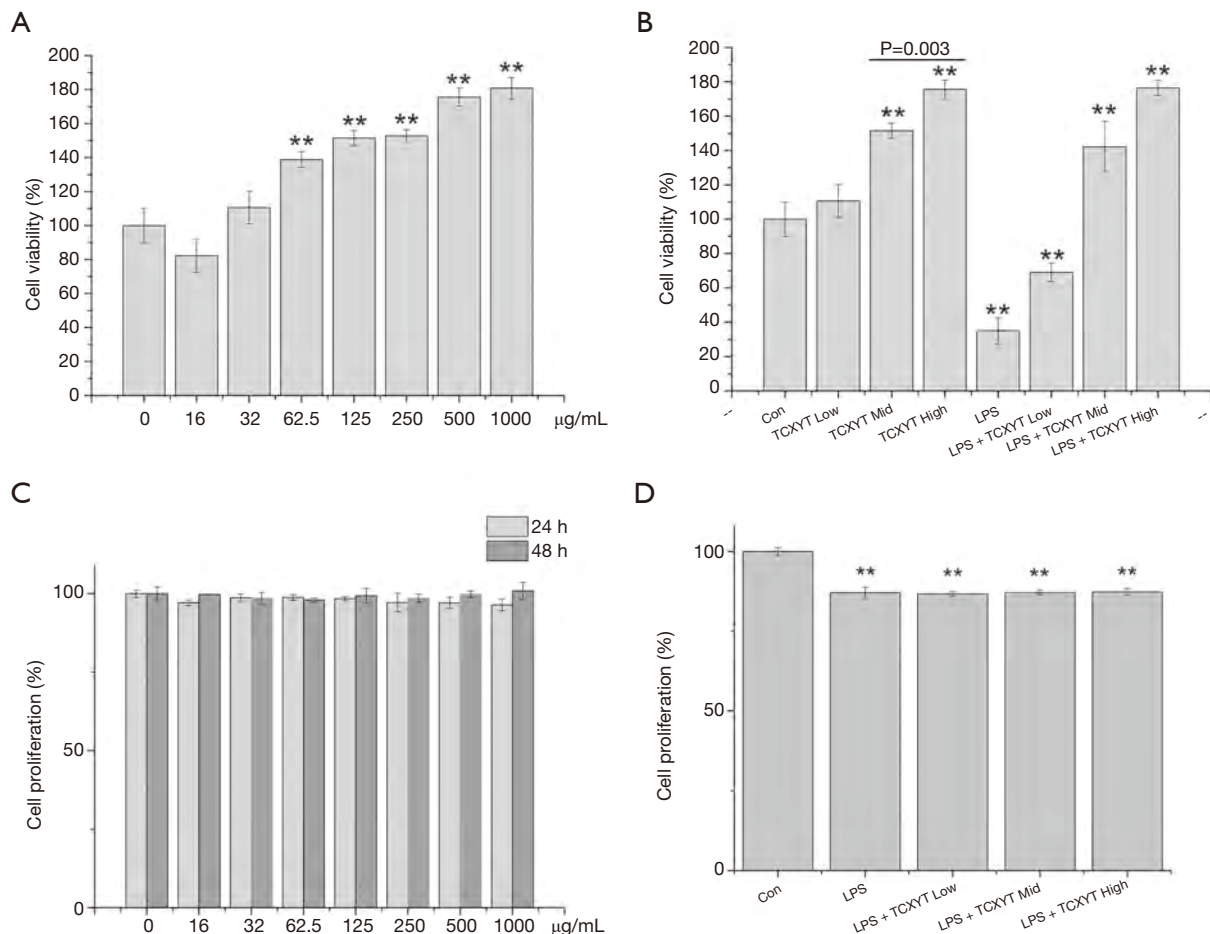 A
200
180
160
140
120
100
80
60
40
20
0
Cell viability (%)
** ** ** ** **
0 16 32 62.5 125 250 500 1000 μg/mL
B
200
180
160
140
120
100
80
60
40
20
0
Cell viability (%)
P=0.003
** ** ** ** ** **
--
Con
TCXYT Low
TCXYT Mid
TCXYT High
LPS
LPS + TCXYT Low
LPS + TCXYT Mid
LPS + TCXYT High
--
C
24 h
48 h
100
50
0
Cell proliferation (%)
0 16 32 62.5 125 250 500 1000 μg/mL
D
100
50
0
Cell proliferation (%)
** ** ** **
Con
LPS
LPS + TCXYT Low
LPS + TCXYT Mid
LPS + TCXYT High